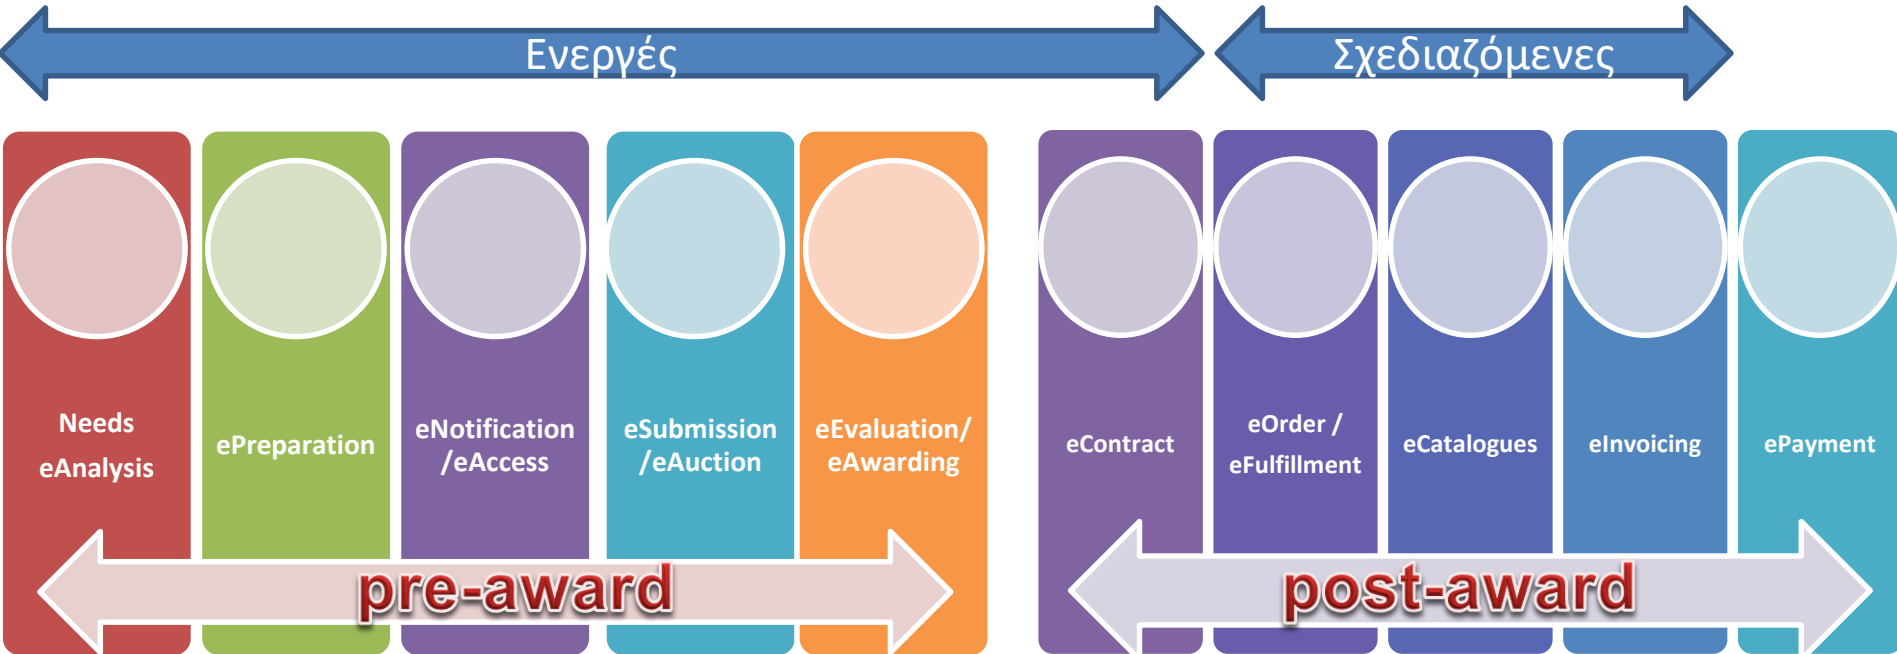 Ενεργές
Σχεδιαζόμενες
Needs
eAnalysis
ePreparation
eNotification
/eAccess
eSubmission
/eAuction
eEvaluation/
eAwarding
eContract
eOrder /
eFulfillment
eCatalogues
eInvoicing
ePayment
pre-award
post-award